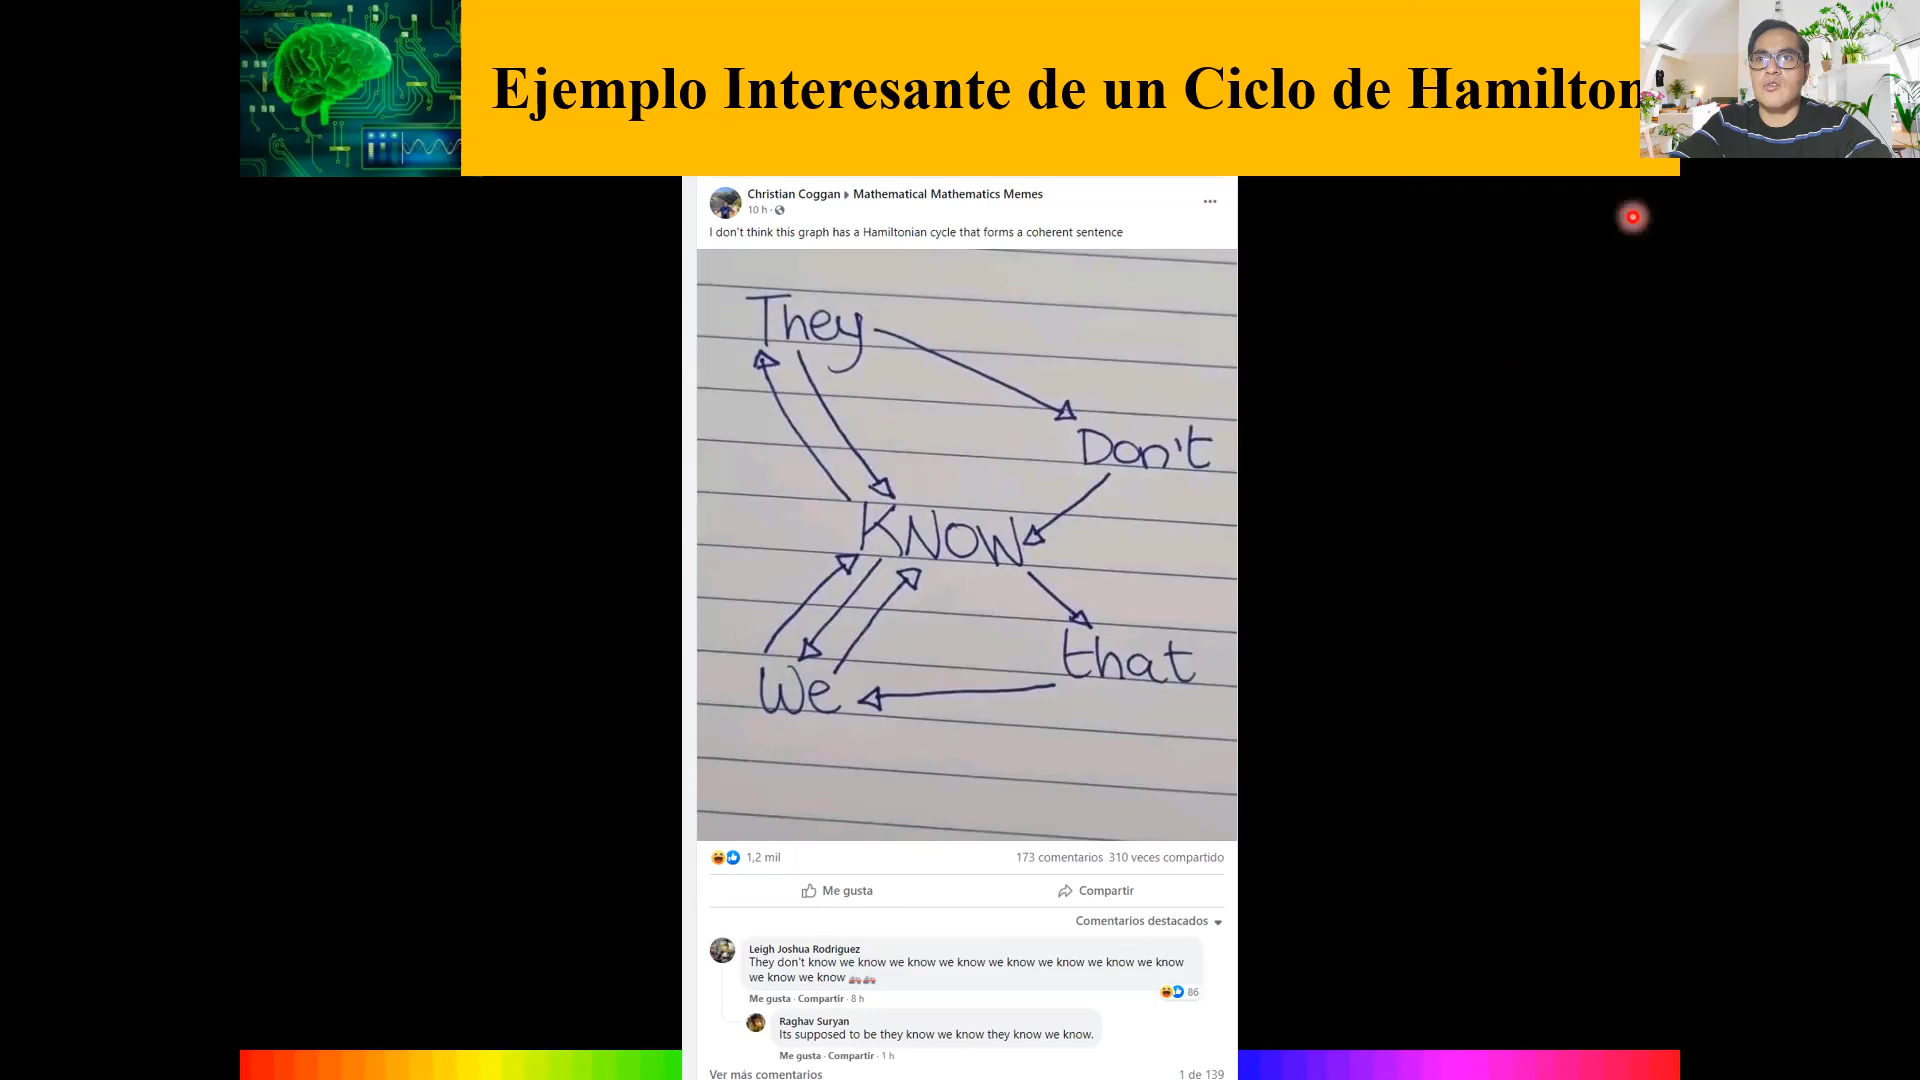 Ejemplo Interesante de un Ciclo de Hamilton
Christian Coggan Mathematical Mathematics Memes
10 h ·
I don't think this graph has a Hamiltonian cycle that forms a coherent sentence
They
Don't
KNOW
that
We
1,2 mil
173 comentarios 310 veces compartido
Me gusta Compartir
Comentarios destacados
Leigh Joshua Rodriguez
They don't know we know we know we know we know we know we know we know
we know we know
86
Me gusta · Compartir · 8 h
Raghav Suryan
Its supposed to be they know we know they know we know.
Me gusta · Compartir · 1 h
Ver más comentarios 1 de 139